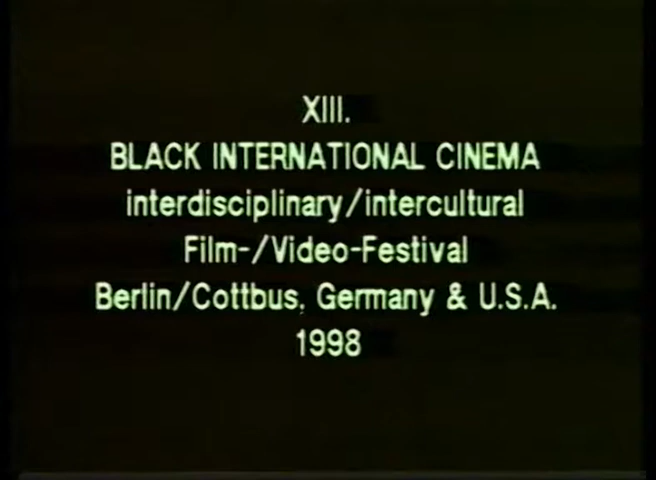 XIII.
BLACK INTERNATIONAL CINEMA
interdisciplinary/intercultural
Film-/Video-Festival
Berlin/Cottbus, Germany & U.S.A.
1998